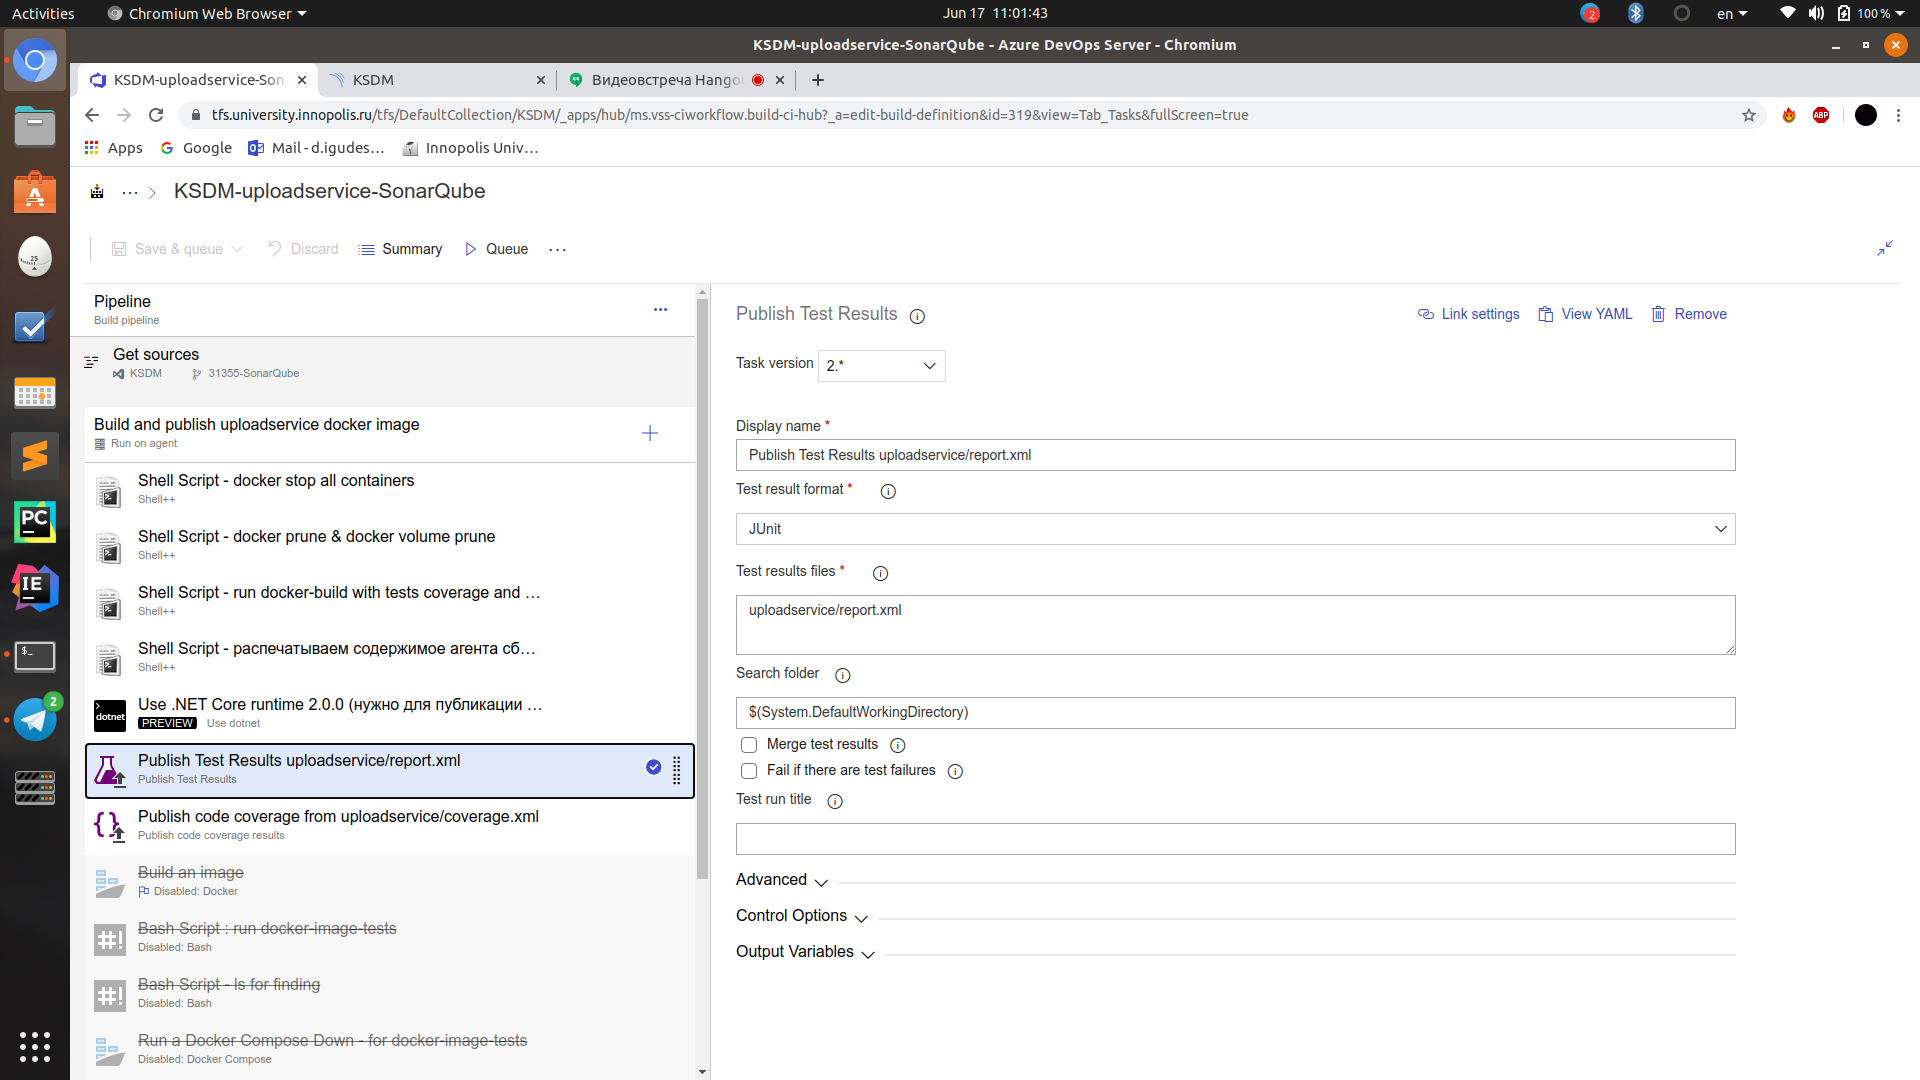 Activities
Chromium Web Browser
Jun 17 11:01:43
2
en
100 %
KSDM-uploadservice-SonarQube - Azure DevOps Server - Chromium
KSDM-uploadservice-Son
KSDM
Видеовстреча Hango
tfs.university.innopolis.ru/tfs/DefaultCollection/KSDM/_apps/hub/ms.vss-ciworkflow.build-ci-hub?_a=edit-build-definition&id=319&view=Tab_Tasks&fullScreen=true
ABP
Apps
Google
Mail - d.igudes...
Innopolis Univ...
KSDM-uploadservice-SonarQube
Save & queue
Discard
Summary
Queue
Pipeline
Build pipeline
Get sources
KSDM
31355-SonarQube
Build and publish uploadservice docker image
Run on agent
Shell Script - docker stop all containers
Shell++
Shell Script - docker prune & docker volume prune
Shell++
Shell Script - run docker-build with tests coverage and ...
Shell++
Shell Script - распечатываем содержимое агента сб...
Shell++
dotnet
Use .NET Core runtime 2.0.0 (нужно для публикации ...
PREVIEW
Use dotnet
Publish Test Results uploadservice/report.xml
Publish Test Results
Publish code coverage from uploadservice/coverage.xml
Publish code coverage results
Build an image
Disabled: Docker
#!
Bash Script : run docker-image-tests
Disabled: Bash
#!
Bash Script - ls for finding
Disabled: Bash
Run a Docker Compose Down - for docker-image-tests
Disabled: Docker Compose
Publish Test Results
Link settings
View YAML
Remove
Task version
2.*
Display name *
Publish Test Results uploadservice/report.xml
Test result format *
JUnit
Test results files *
uploadservice/report.xml
Search folder
$(System.DefaultWorkingDirectory)
Merge test results
Fail if there are test failures
Test run title
Advanced
Control Options
Output Variables
25
PC
IE
$_
2